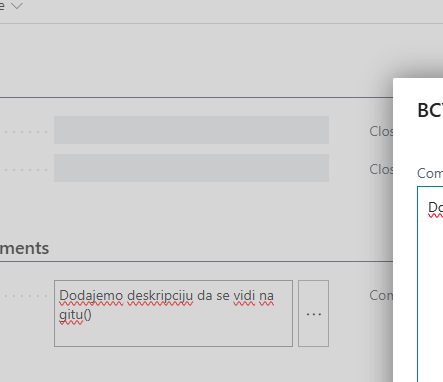 e
BC
Clos
Clos
Com
Do
ments
Dodajemo deskripciju da se vidi na
gitu()
...
Com